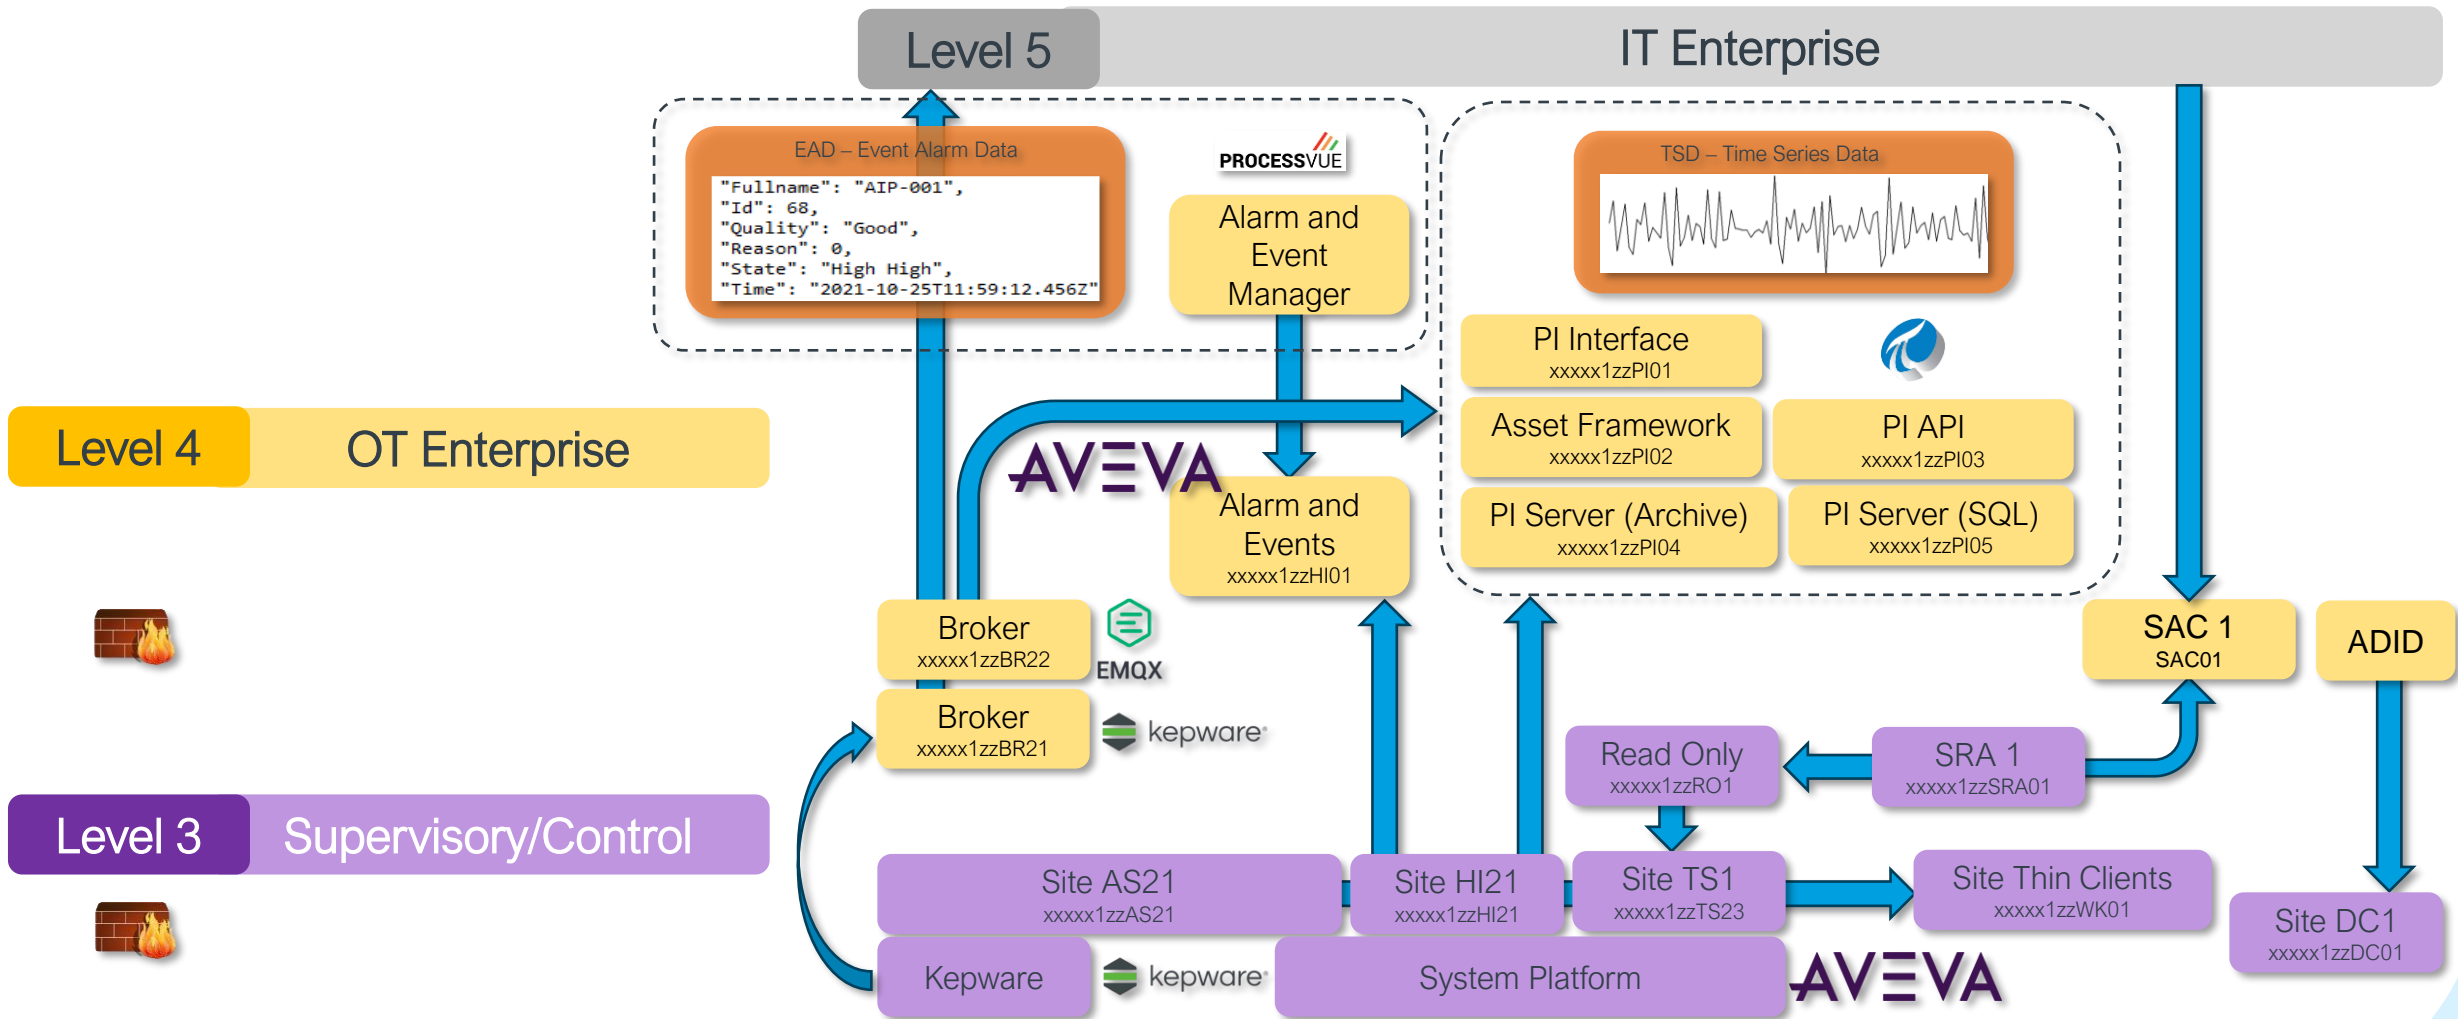 Level 5
IT Enterprise
EAD – Event Alarm Data
"Fullname": "AIP-001",
"Id": 68,
"Quality": "Good",
"Reason": 0,
"State": "High High",
"Time": "2021-10-25T11:59:12.456Z"
PROCESSVUE
Alarm and
Event
Manager
TSD – Time Series Data
PI Interface
xxxxx1zzPI01
Asset Framework
xxxxx1zzPI02
PI API
xxxxx1zzPI03
PI Server (Archive)
xxxxx1zzPI04
PI Server (SQL)
xxxxx1zzPI05
Level 4
OT Enterprise
AVEVA
Alarm and
Events
xxxxx1zzHI01
Broker
xxxxx1zzBR22
EMQX
Broker
xxxxx1zzBR21
kepware
SAC 1
SAC01
ADID
Read Only
xxxxx1zzRO1
SRA 1
xxxxx1zzSRA01
Level 3
Supervisory/Control
Site AS21
xxxxx1zzAS21
Site HI21
xxxxx1zzHI21
Site TS1
xxxxx1zzTS23
Site Thin Clients
xxxxx1zzWK01
Site DC1
xxxxx1zzDC01
Kepware
kepware
System Platform
AVEVA